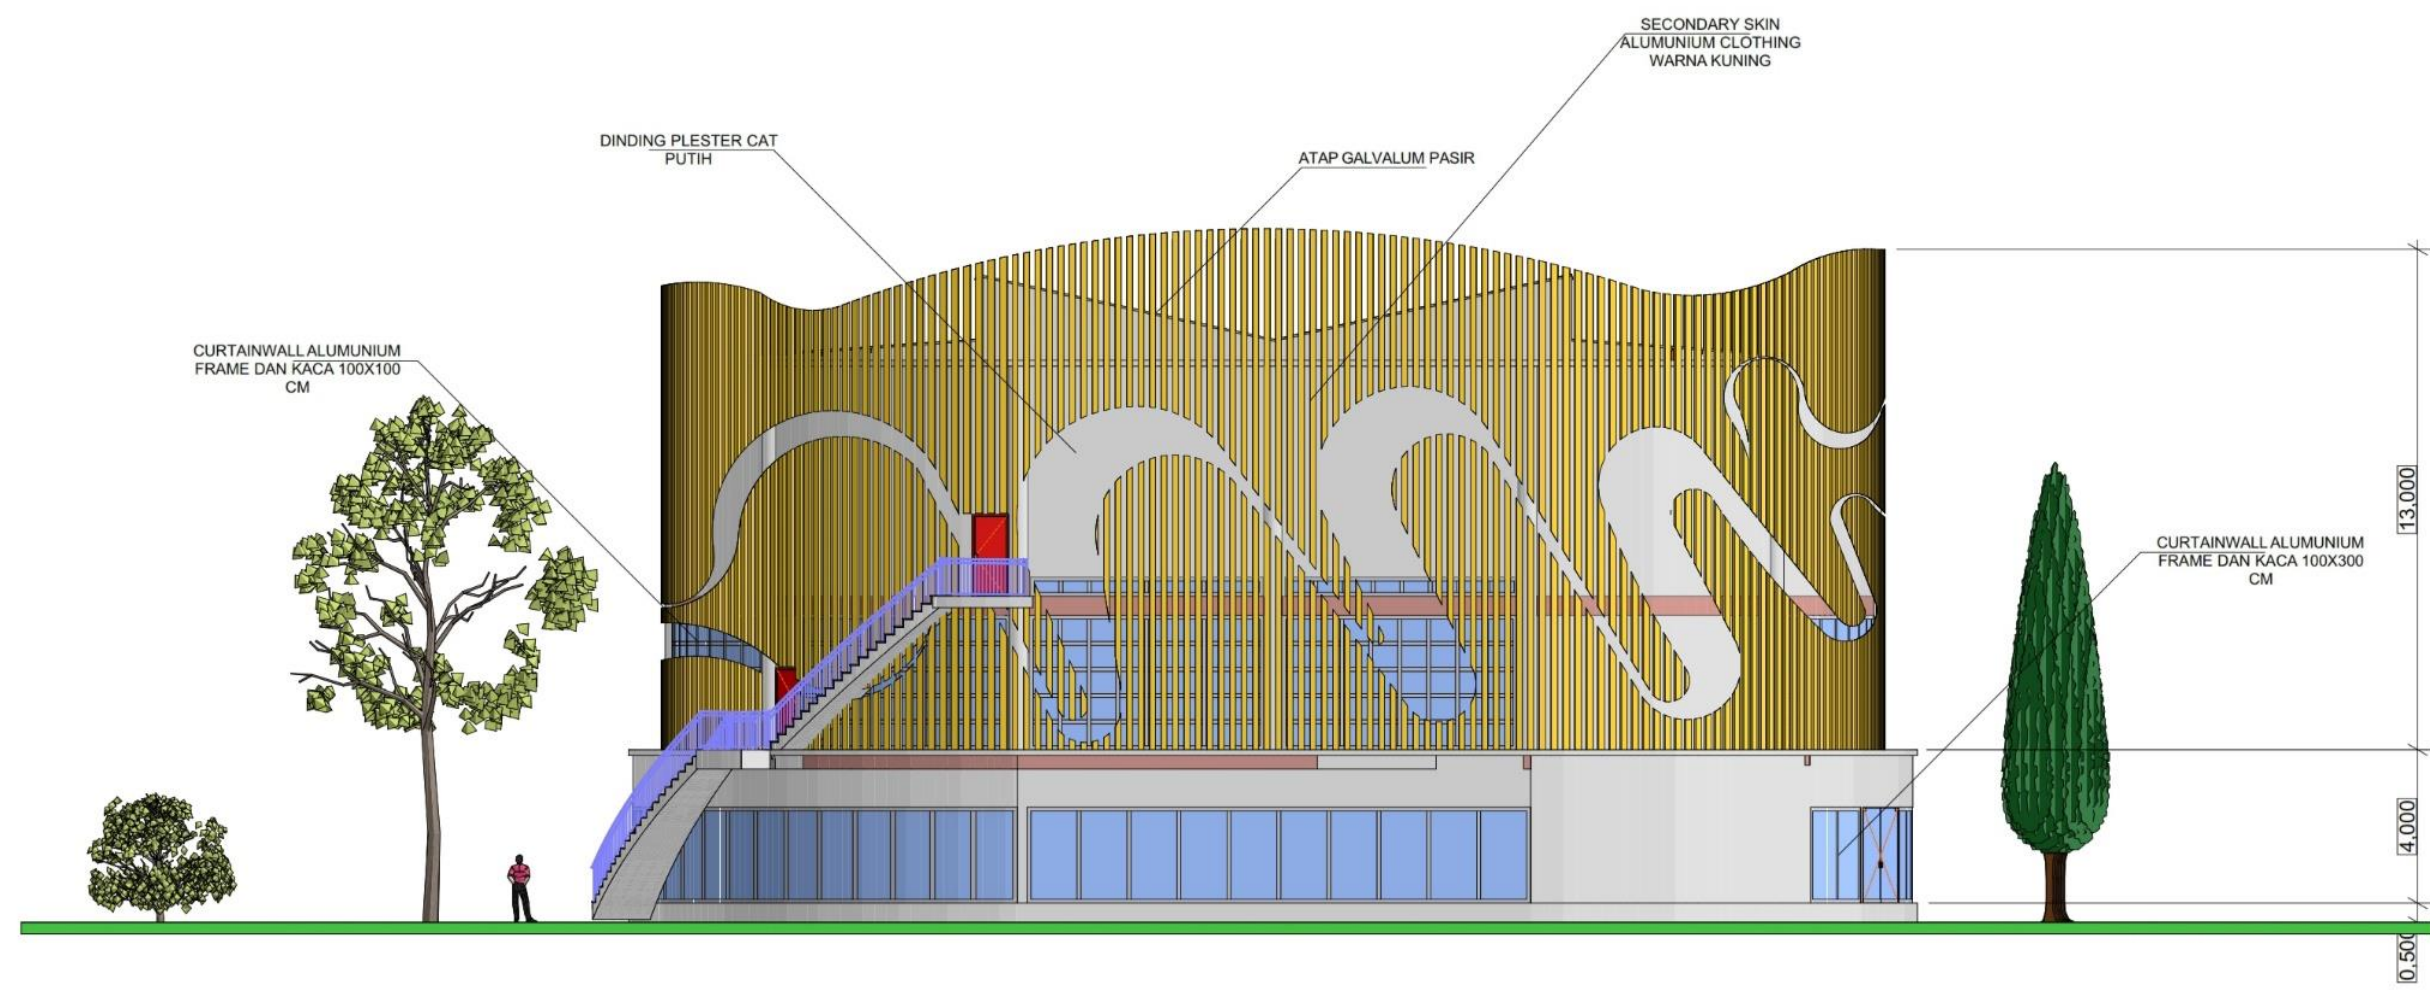 SECONDARY SKIN
ALUMUNIUM CLOTHING
WARNA KUNING
DINDING PLESTER CAT
PUTIH
ATAP GALVALUM PASIR
CURTAINWALL ALUMUNIUM
FRAME DAN KACA 100X100
CM
13,000
CURTAINWALL ALUMUNIUM
FRAME DAN KACA 100X300
CM
4,000
0,500